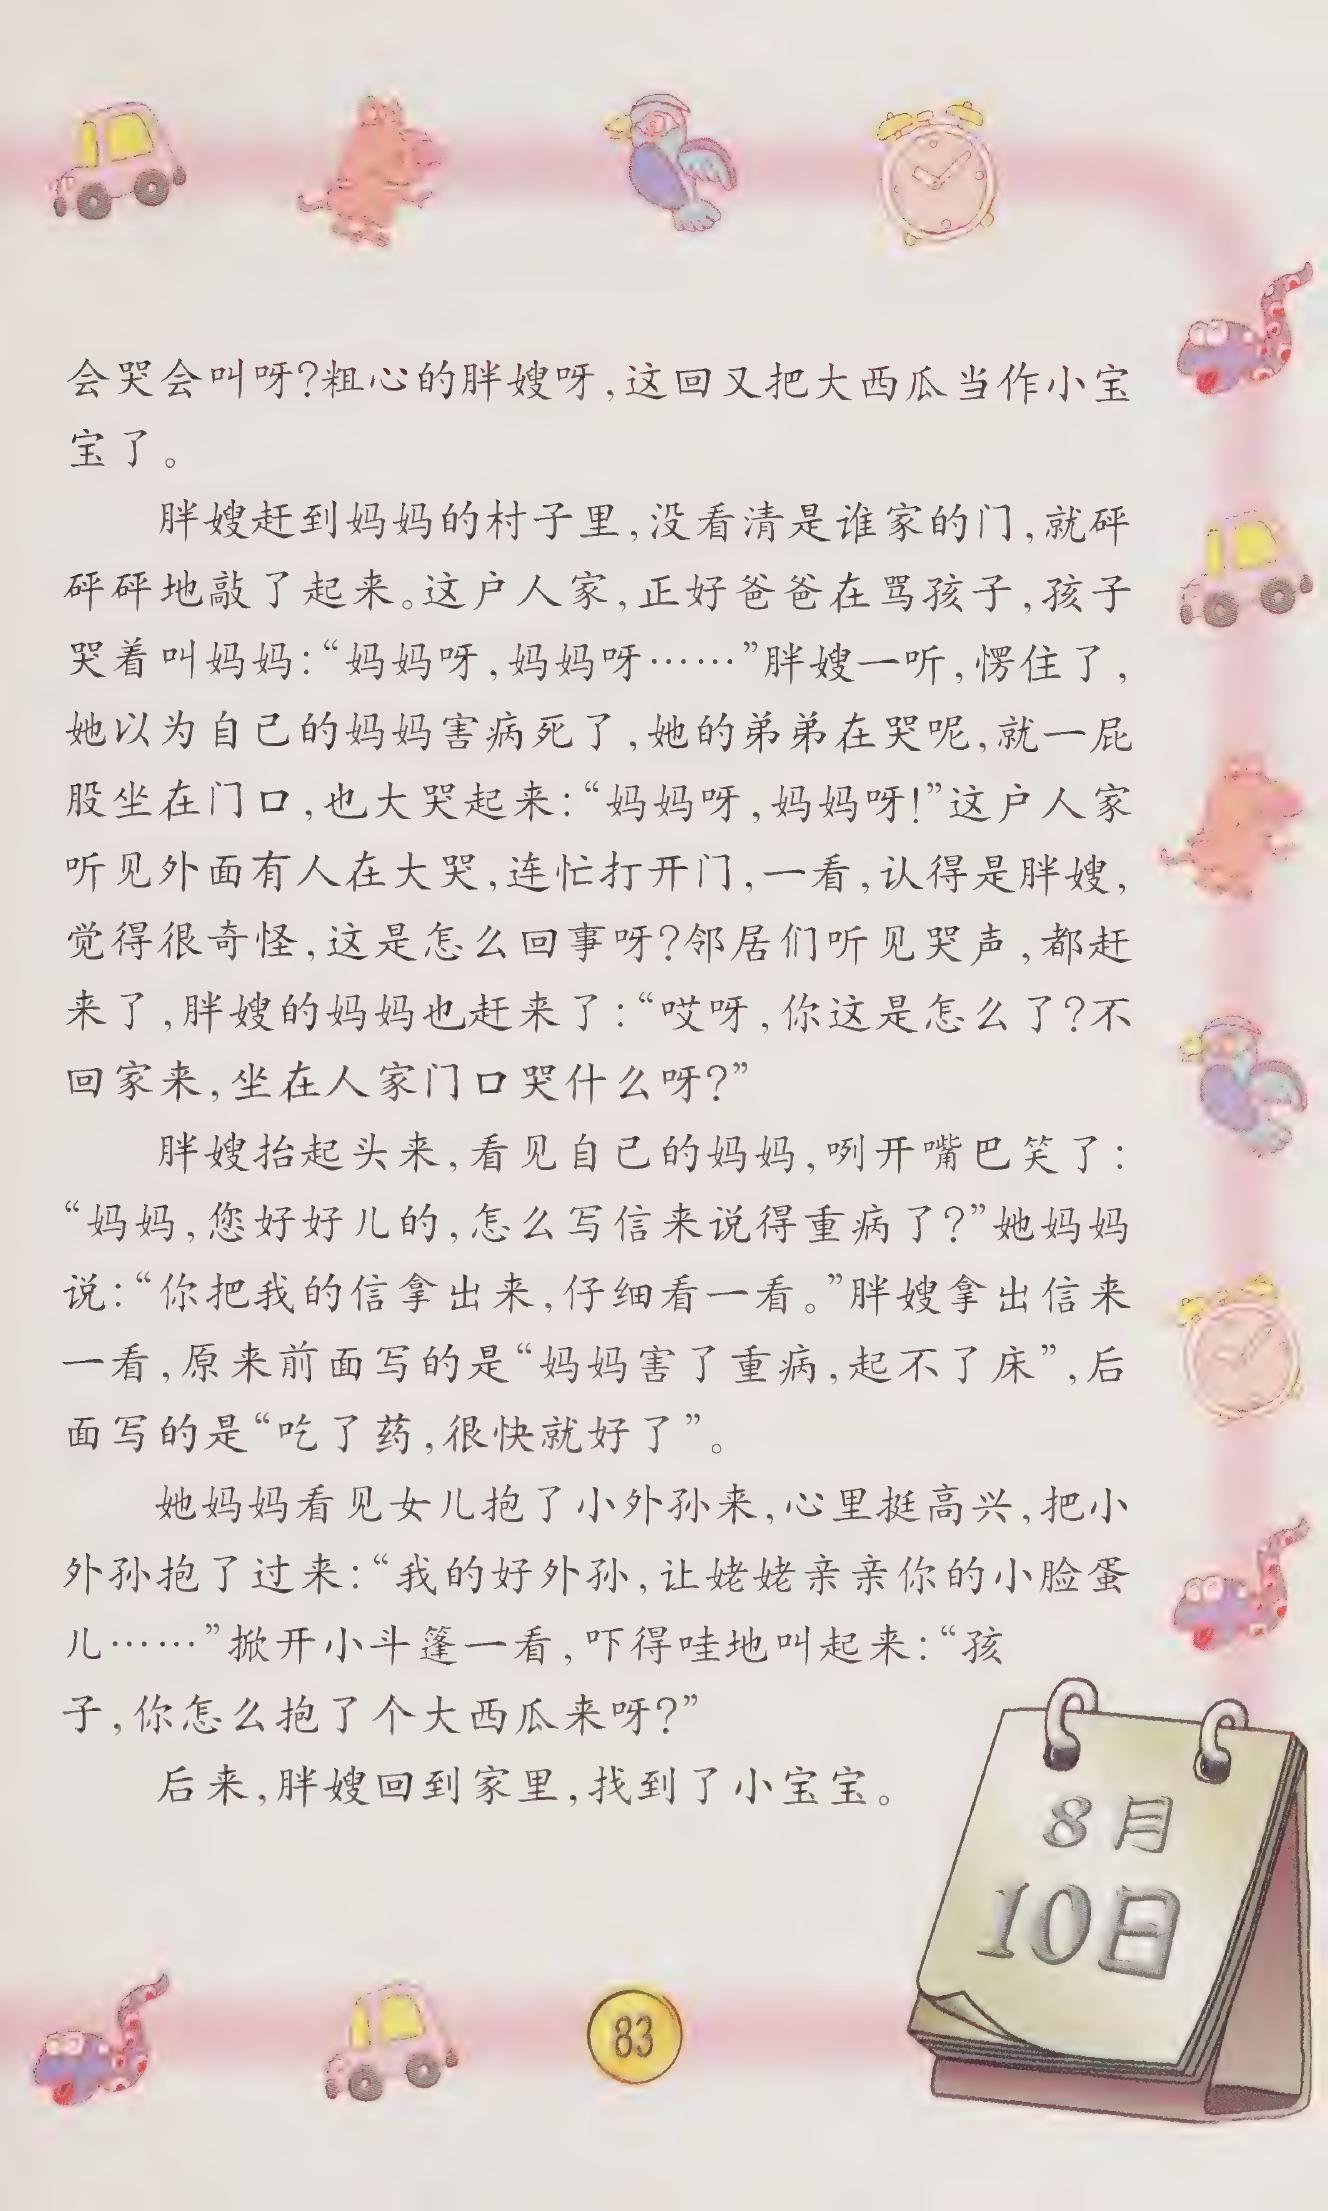 会哭会叫呀?粗心的胖嫂呀,这回又把大西瓜当作小宝
宝了。
胖嫂赶到妈妈的村子里,没看清是谁家的门,就砰
砰砰地敲了起来。这户人家,正好爸爸在骂孩子,孩子
哭着叫妈妈:“妈妈呀,妈妈呀……”胖嫂一听,愣住了,
她以为自己的妈妈害病死了,她的弟弟在哭呢,就一屁
股坐在门口,也大哭起来:“妈妈呀,妈妈呀!”这户人家
听见外面有人在大哭,连忙打开门,一看,认得是胖嫂,
觉得很奇怪,这是怎么回事呀?邻居们听见哭声,都赶
来了,胖嫂的妈妈也赶来了:“哎呀,你这是怎么了?不
回家来,坐在人家门口哭什么呀?”
胖嫂抬起头来,看见自己的妈妈,咧开嘴巴笑了:
“妈妈,您好好儿的,怎么写信来说得重病了?”她妈妈
说:“你把我的信拿出来,仔细看一看。”胖嫂拿出信来
一看,原来前面写的是“妈妈害了重病,起不了床”,后
面写的是“吃了药,很快就好了”。
她妈妈看见女儿抱了小外孙来,心里挺高兴,把小
外孙抱了过来:“我的好外孙,让姥姥亲亲你的小脸蛋
儿……”掀开小斗篷一看,吓得哇地叫起来:“孩
子,你怎么抱了个大西瓜来呀?”
后来,胖嫂回到家里,找到了小宝宝。
8月
10日
83